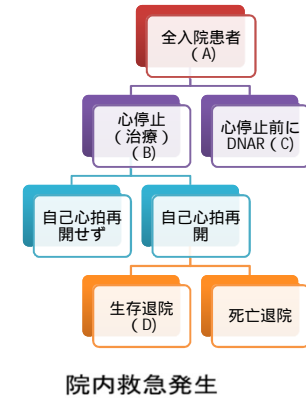 全入院患者
(A)
心停止
(治療)
(B)
心停止前に
DNAR(C)
自己心拍再
開せず
自己心拍再
開
生存退院
(D)
死亡退院
院内救急発生